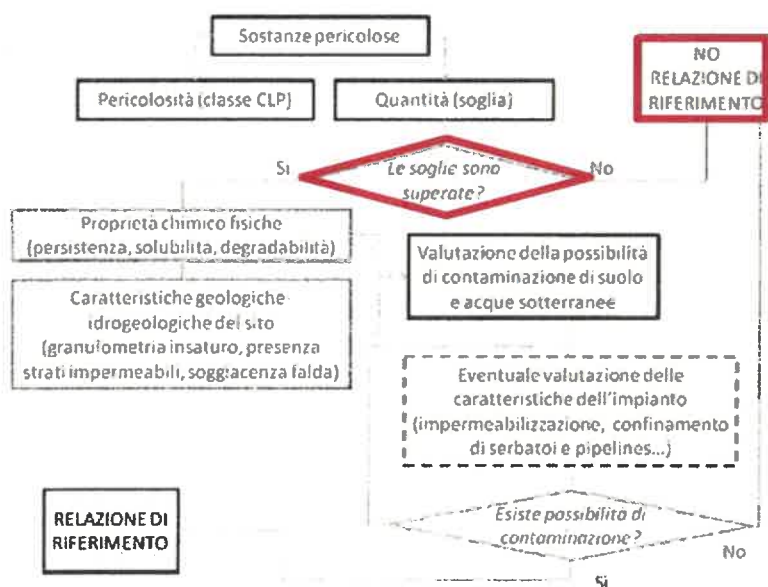 Sostanze pericolose
NO
RELAZIONE DI
RIFERIMENTO
Pericolosità (classe CLP)
Quantità (soglia)
Si
Le soglie sono
superate?
No
Proprietà chimico fisiche
(persistenza, solubilita, degradabilità)
Valutazione della possibilità
di contaminazione di suolo
e acque sotterranee
Caratteristiche geologiche
idrogeologiche del sito
(granulometria insaturo, presenza
strati impermeabili, soggiacenza falda)
Eventuale valutazione delle
caratteristiche dell'impianto
(impermeabilizzazione, confinamento
di serbatoi e pipelines...)
RELAZIONE DI
RIFERIMENTO
Esiste possibilità di
contaminazione?
No
Si